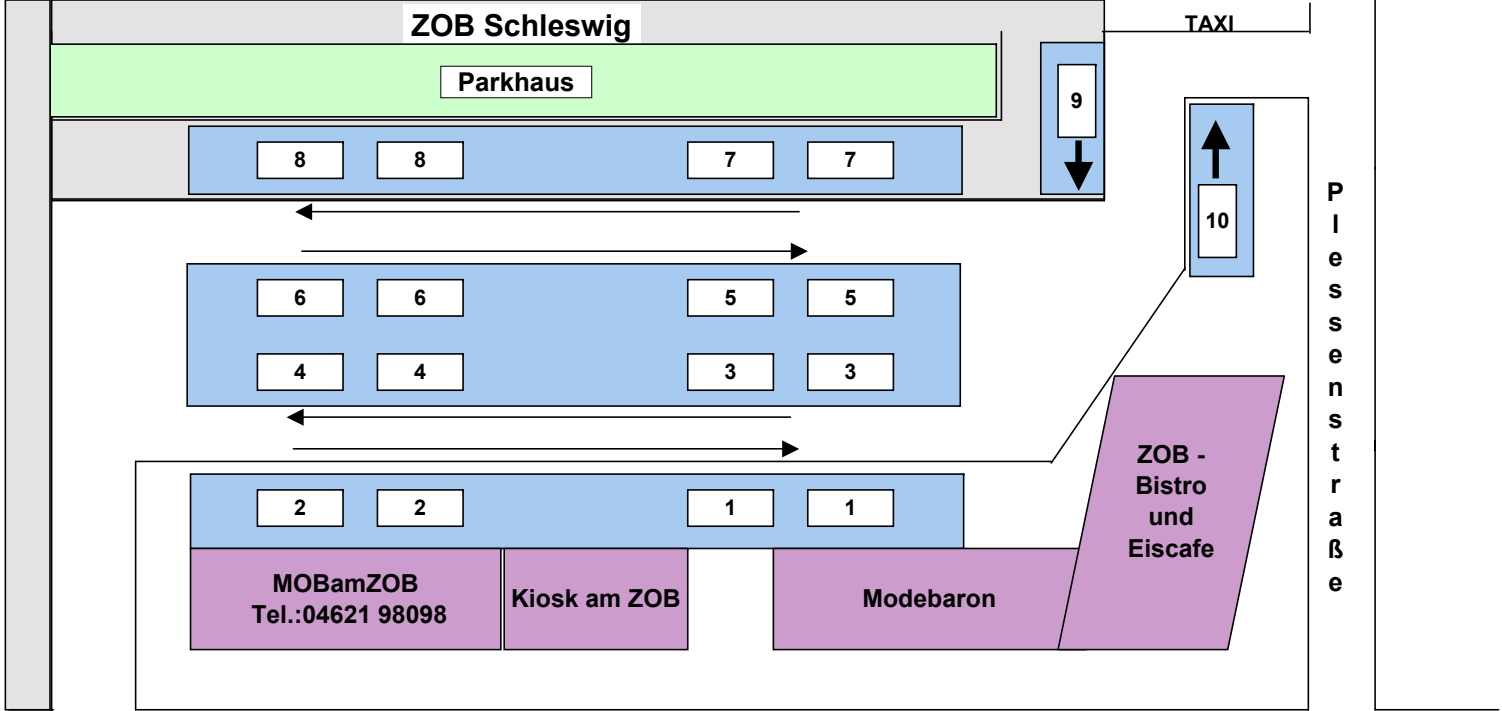 ZOB Schleswig
TAXI
Parkhaus
9
8 8 7 7
10
6 6 5 5
4 4 3 3
2 2 1 1
ZOB -
Bistro
und
Eiscafe
MOBamZOB
Tel.:04621 98098
Kiosk am ZOB
Modebaron
Plessenstraße